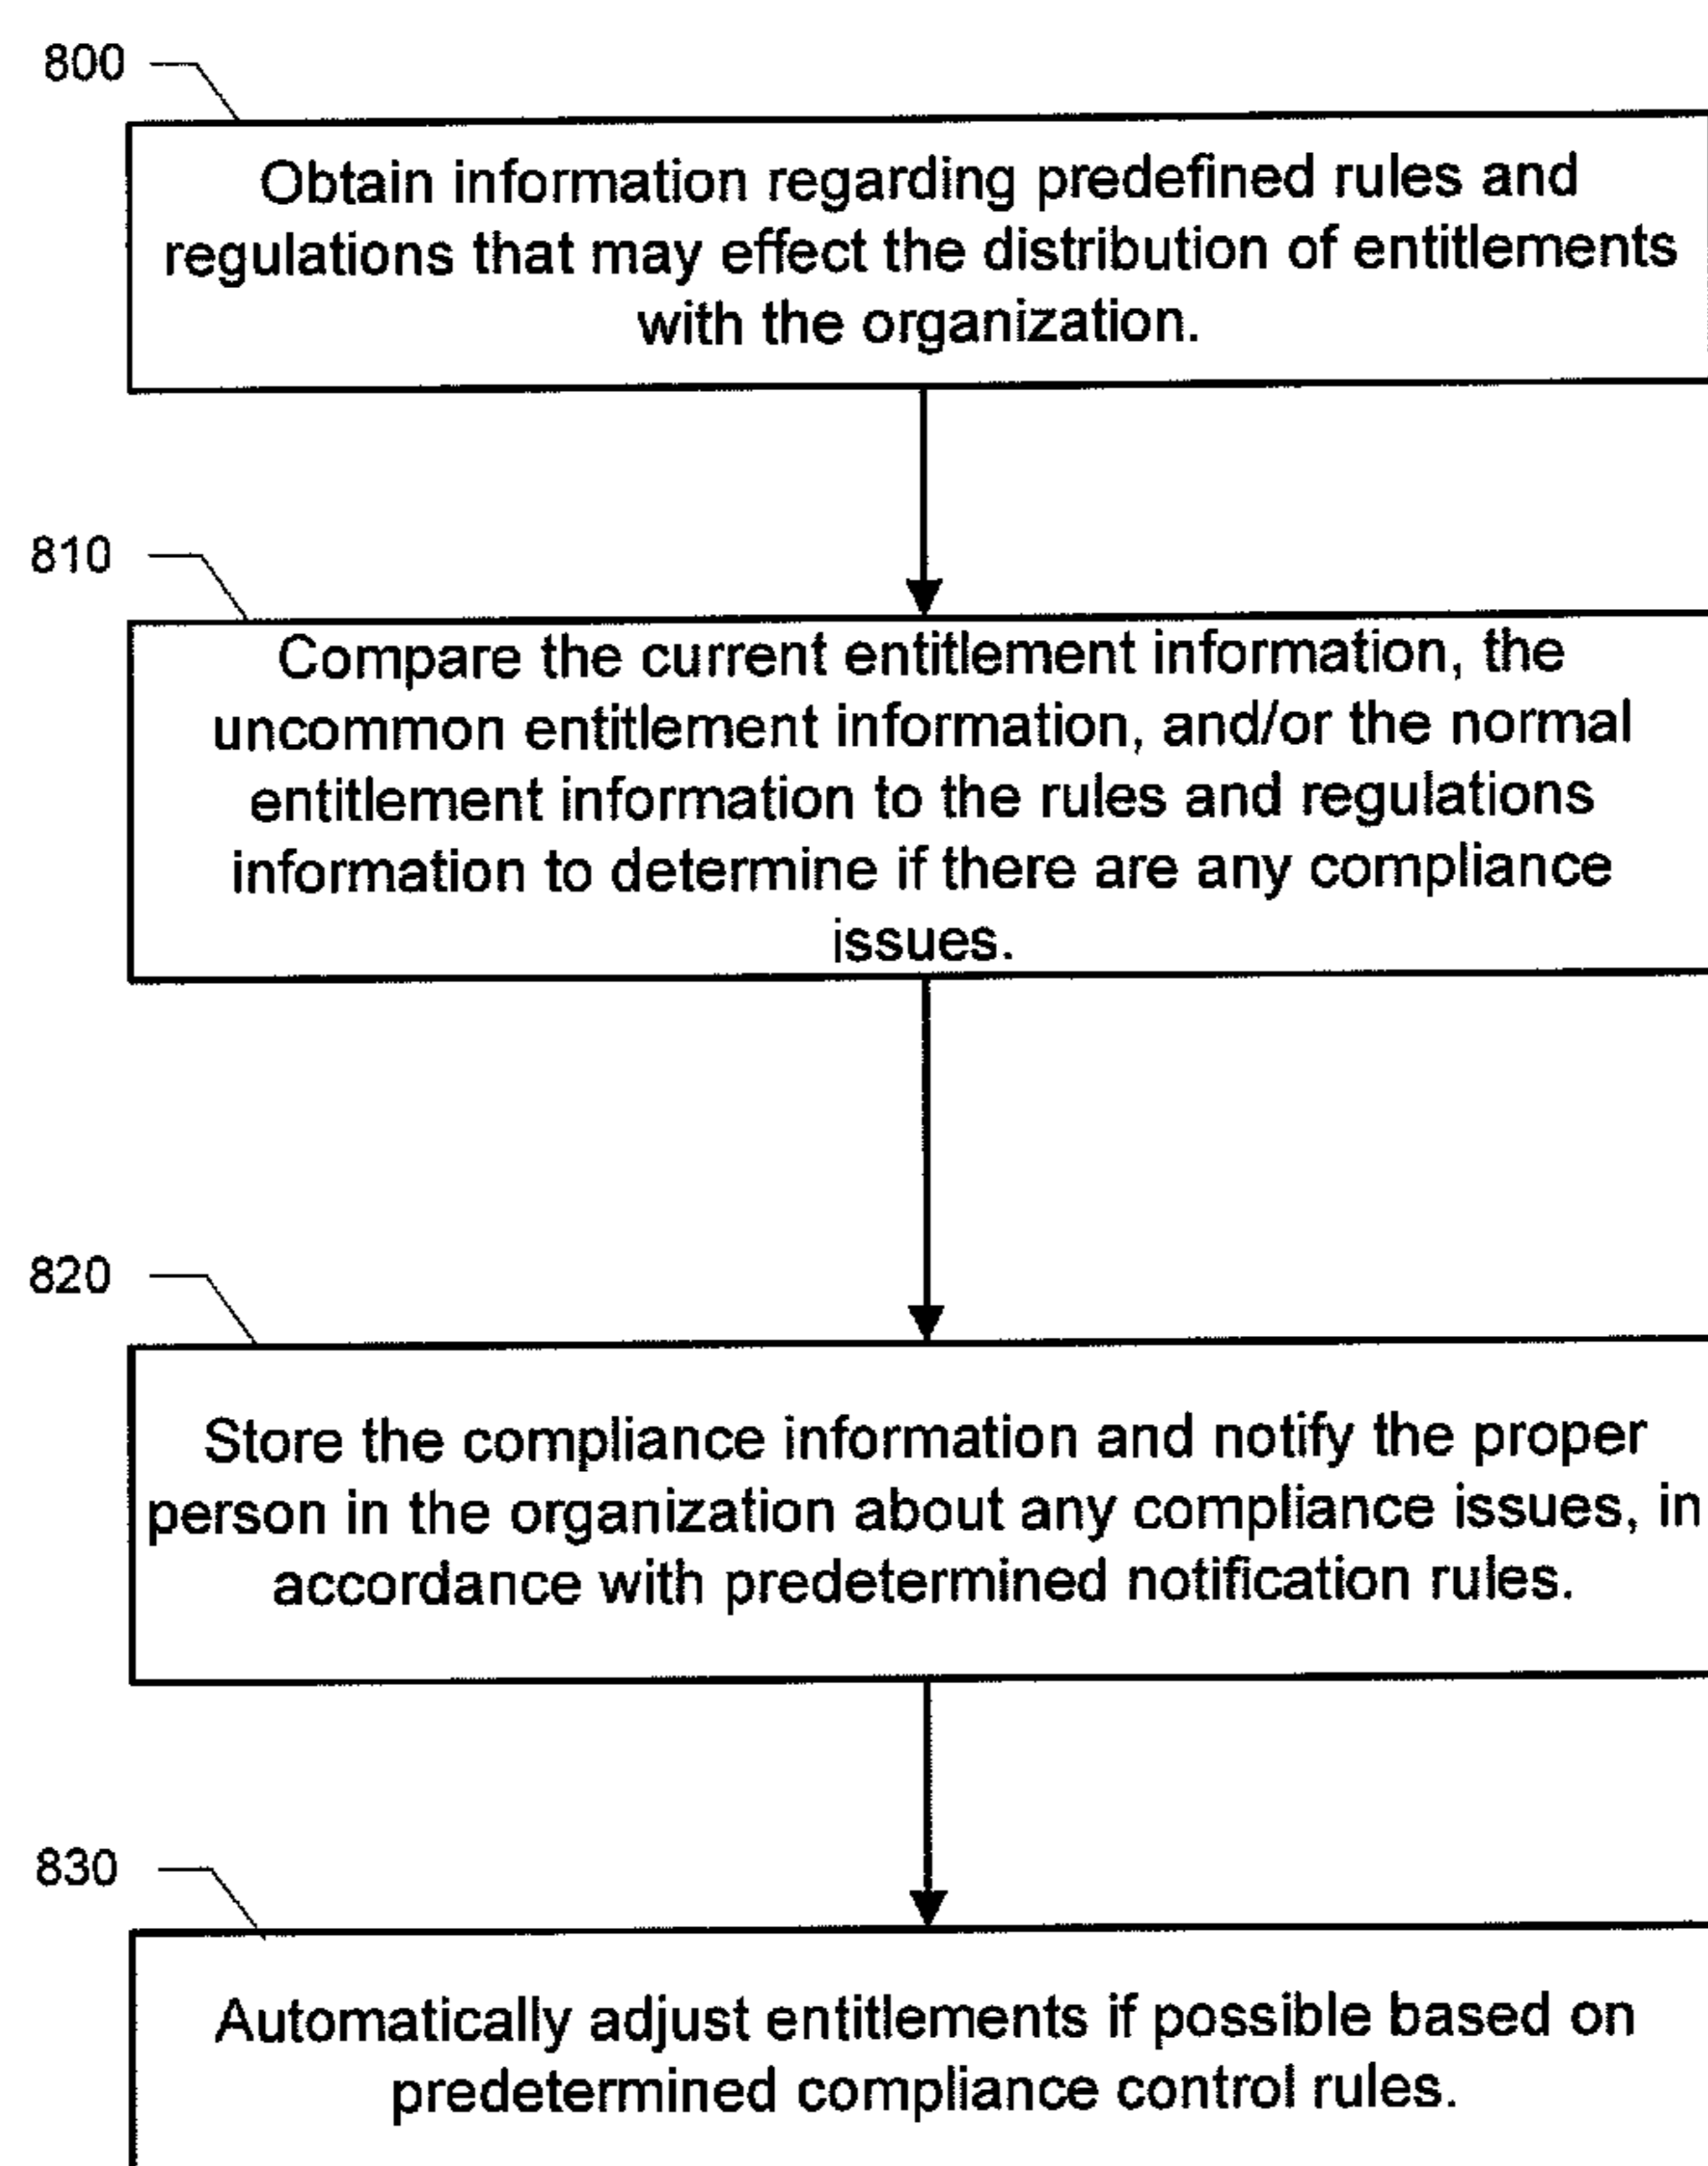 800
Obtain information regarding predefined rules and
regulations that may effect the distribution of entitlements
with the organization.
810
Compare the current entitlement information, the
uncommon entitlement information, and/or the normal
entitlement information to the rules and regulations
information to determine if there are any compliance
issues.
820
Store the compliance information and notify the proper
person in the organization about any compliance issues, in
accordance with predetermined notification rules.
830
Automatically adjust entitlements if possible based on
predetermined compliance control rules.